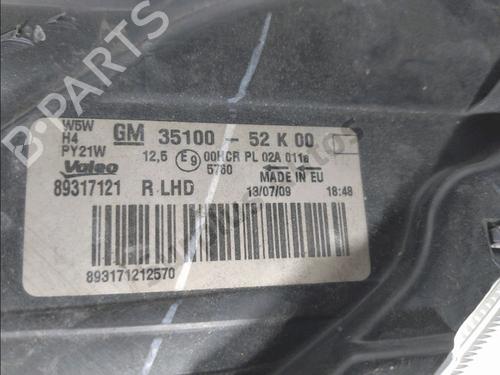 W5W
H4
PY21W
GM 35100 - 52 K 00
Valeo
12,5 E9 00HCR PL 02A 011a
5760
MADE IN EU
89317121 R LHD 13/07/09 18:48
893171212570
B-PARTS